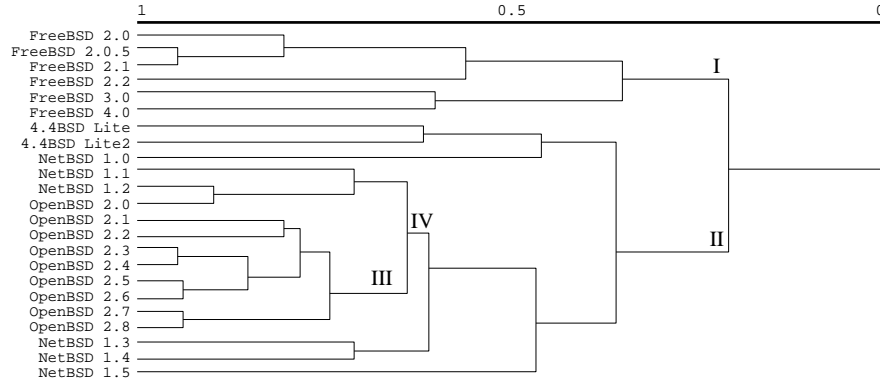 1 0.5 0
FreeBSD 2.0
FreeBSD 2.0.5
FreeBSD 2.1
I
FreeBSD 2.2
FreeBSD 3.0
FreeBSD 4.0
4.4BSD Lite
4.4BSD Lite2
NetBSD 1.0
NetBSD 1.1
NetBSD 1.2
OpenBSD 2.0
OpenBSD 2.1
IV
OpenBSD 2.2
II
OpenBSD 2.3
OpenBSD 2.4
III
OpenBSD 2.5
OpenBSD 2.6
OpenBSD 2.7
OpenBSD 2.8
NetBSD 1.3
NetBSD 1.4
NetBSD 1.5